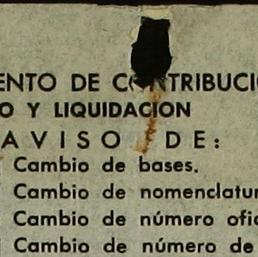 ENTO DE CONTRIBUCI
O Y LIQUIDACION
AVISO DE:
Cambio de bases.
Cambio de nomenclatur
Cambio de número ofic
Cambio de número de